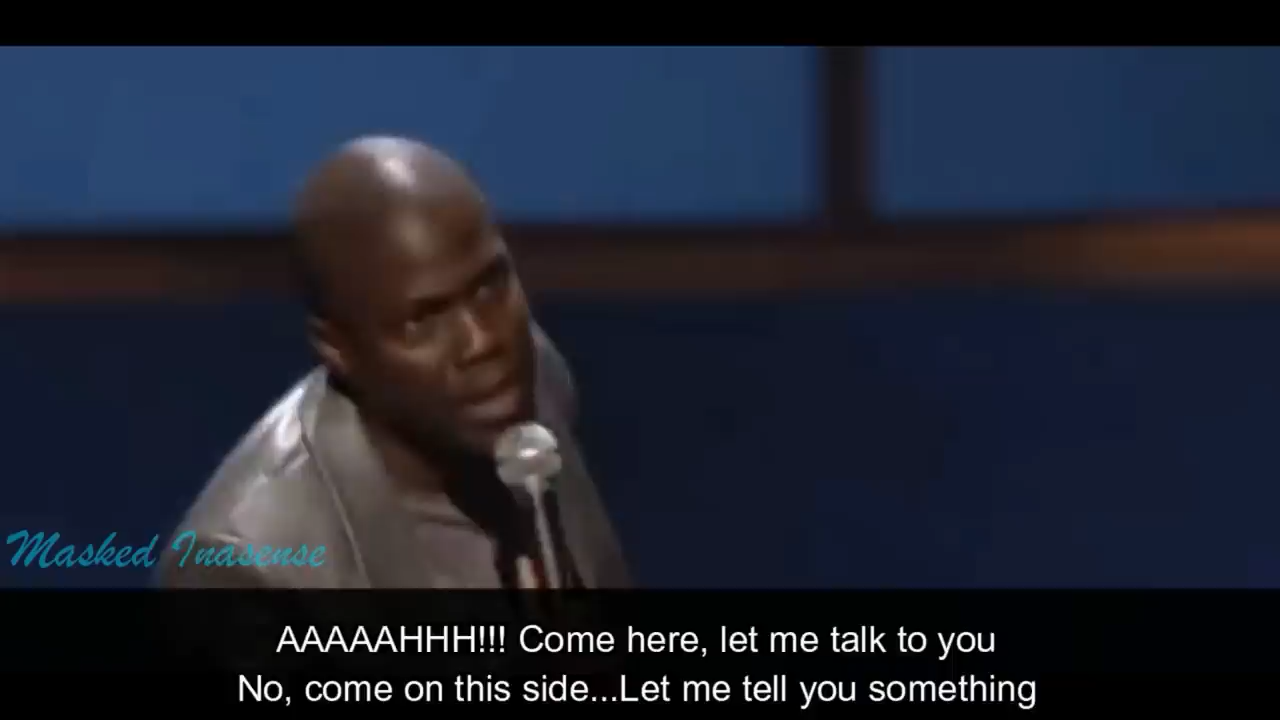 Masked Inasense
AAAAAHHH!!! Come here, let me talk to you
No, come on this side...Let me tell you something